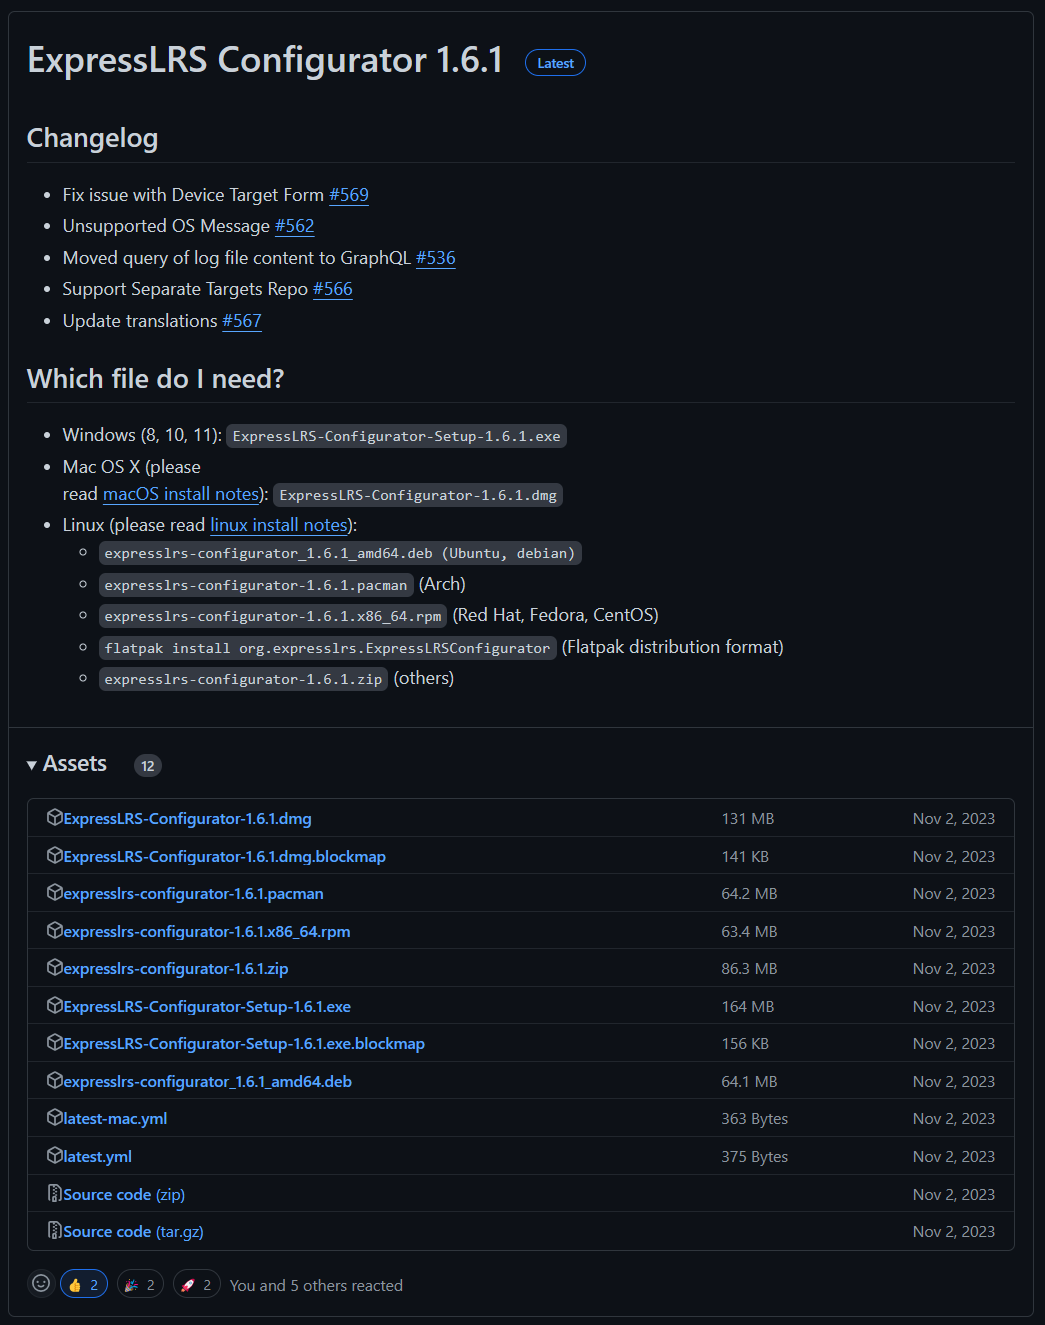 ExpressLRS Configurator 1.6.1 Latest
Changelog
Fix issue with Device Target Form #569
Unsupported OS Message #562
Moved query of log file content to GraphQL #536
Support Separate Targets Repo #566
Update translations #567
Which file do I need?
Windows (8, 10, 11): ExpressLRS-Configurator-Setup-1.6.1.exe
Mac OS X (please
read macOS install notes): ExpressLRS-Configurator-1.6.1.dmg
Linux (please read linux install notes):
expresslrs-configurator_1.6.1_amd64.deb (Ubuntu, debian)
expresslrs-configurator-1.6.1.pacman (Arch)
expresslrs-configurator-1.6.1.x86_64.rpm (Red Hat, Fedora, CentOS)
flatpak install org.expresslrs.ExpressLRSConfigurator (Flatpak distribution format)
expresslrs-configurator-1.6.1.zip (others)
Assets 12
ExpressLRS-Configurator-1.6.1.dmg 131 MB Nov 2, 2023
ExpressLRS-Configurator-1.6.1.dmg.blockmap 141 KB Nov 2, 2023
expresslrs-configurator-1.6.1.pacman 64.2 MB Nov 2, 2023
expresslrs-configurator-1.6.1.x86_64.rpm 63.4 MB Nov 2, 2023
expresslrs-configurator-1.6.1.zip 86.3 MB Nov 2, 2023
ExpressLRS-Configurator-Setup-1.6.1.exe 164 MB Nov 2, 2023
ExpressLRS-Configurator-Setup-1.6.1.exe.blockmap 156 KB Nov 2, 2023
expresslrs-configurator_1.6.1_amd64.deb 64.1 MB Nov 2, 2023
latest-mac.yml 363 Bytes Nov 2, 2023
latest.yml 375 Bytes Nov 2, 2023
Source code (zip) Nov 2, 2023
Source code (tar.gz) Nov 2, 2023
👍 2 🎉 2 🚀 2 You and 5 others reacted